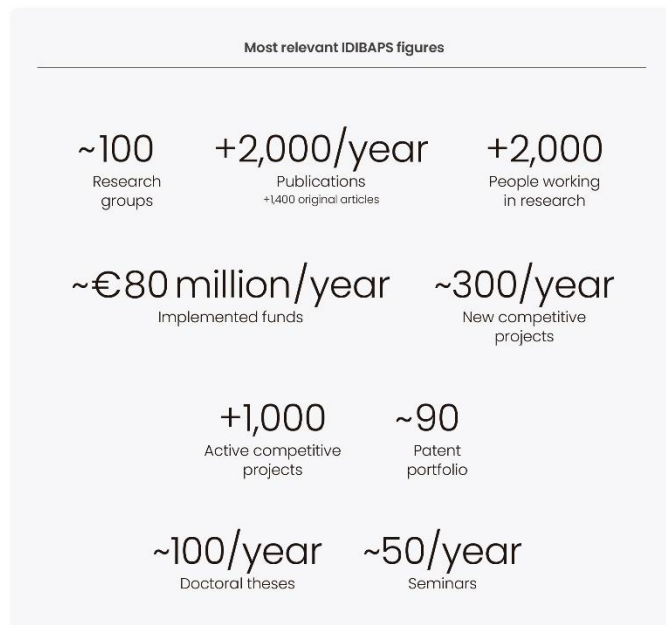 Most relevant IDIBAPS figures
~100
Research
groups
+2,000/year
Publications
+1,400 original articles
+2,000
People working
in research
~€80 million/year
Implemented funds
~300/year
New competitive
projects
+1,000
Active competitive
projects
~90
Patent
portfolio
~100/year
Doctoral theses
~50/year
Seminars